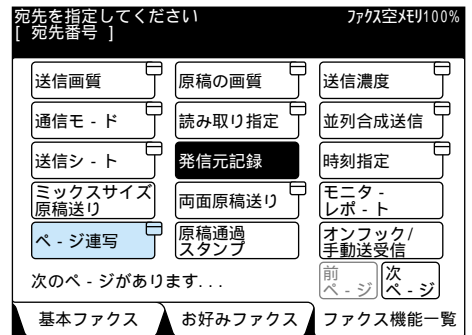 宛先を指定してください ファクス空メモリ100%
[ 宛先番号 ]
送信画質 原稿の画質 送信濃度
通信モ - ド 読み取り指定 並列合成送信
送信シ - ト 発信元記録 時刻指定
ミックスサイズ
原稿送り
両面原稿送り
モニタ -
レポ - ト
ペ - ジ連写
原稿通過
スタンプ
オンフック/
手動送受信
次のペ - ジがあります...
前
ペ - ジ
次
ペ - ジ
基本ファクス お好みファクス ファクス機能一覧